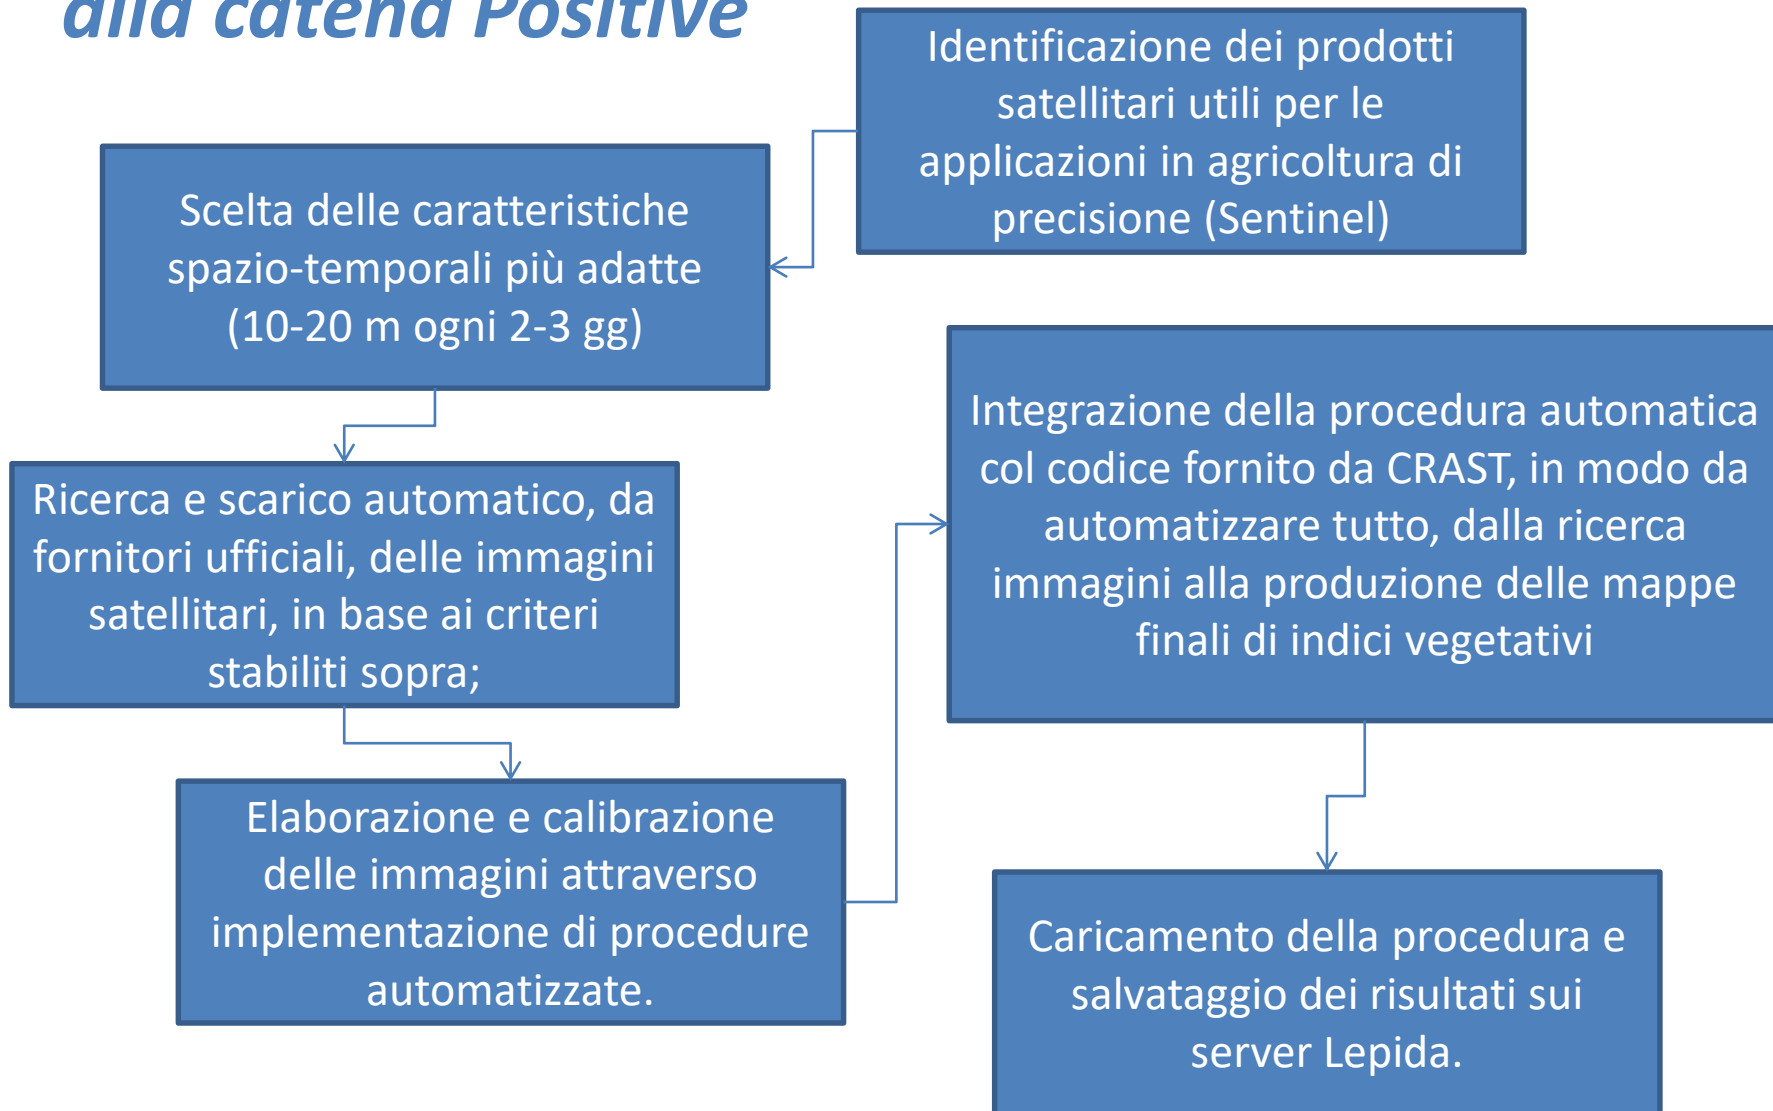 alla catena Positive
Identificazione dei prodotti
satellitari utili per le
applicazioni in agricoltura di
precisione (Sentinel)
Scelta delle caratteristiche
spazio-temporali più adatte
(10-20 m ogni 2-3 gg)
Ricerca e scarico automatico, da
fornitori ufficiali, delle immagini
satellitari, in base ai criteri
stabiliti sopra;
Elaborazione e calibrazione
delle immagini attraverso
implementazione di procedure
automatizzate.
Integrazione della procedura automatica
col codice fornito da CRAST, in modo da
automatizzare tutto, dalla ricerca
immagini alla produzione delle mappe
finali di indici vegetativi
Caricamento della procedura e
salvataggio dei risultati sui
server Lepida.